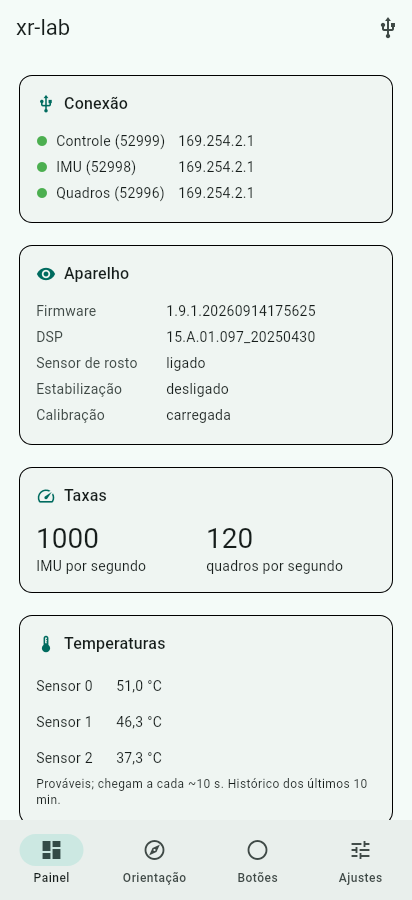 xr-lab
Conexão
Controle (52999) 169.254.2.1
IMU (52998) 169.254.2.1
Quadros (52996) 169.254.2.1
Aparelho
Firmware 1.9.1.20260914175625
DSP 15.A.01.097_20250430
Sensor de rosto ligado
Estabilização desligado
Calibração carregada
Taxas
1000 120
IMU por segundo quadros por segundo
Temperaturas
Sensor 0 51,0 °C
Sensor 1 46,3 °C
Sensor 2 37,3 °C
Prováveis; chegam a cada ~10 s. Histórico dos últimos 10
min.
Painel Orientação Botões Ajustes